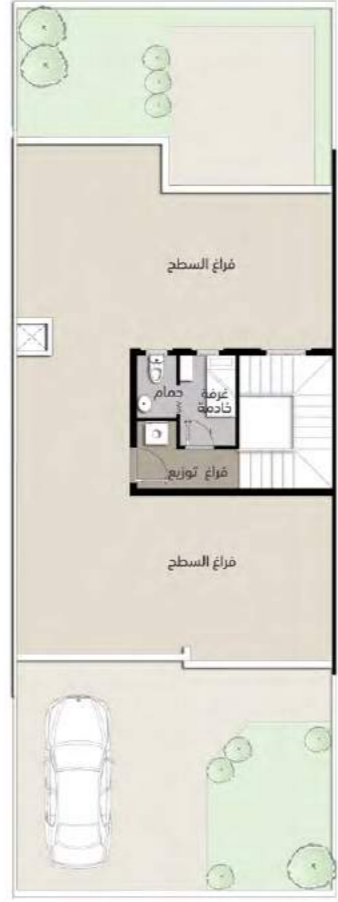 فراغ السطح
حمام
غرفة
خادمة
فراغ توزيع
فراغ السطح